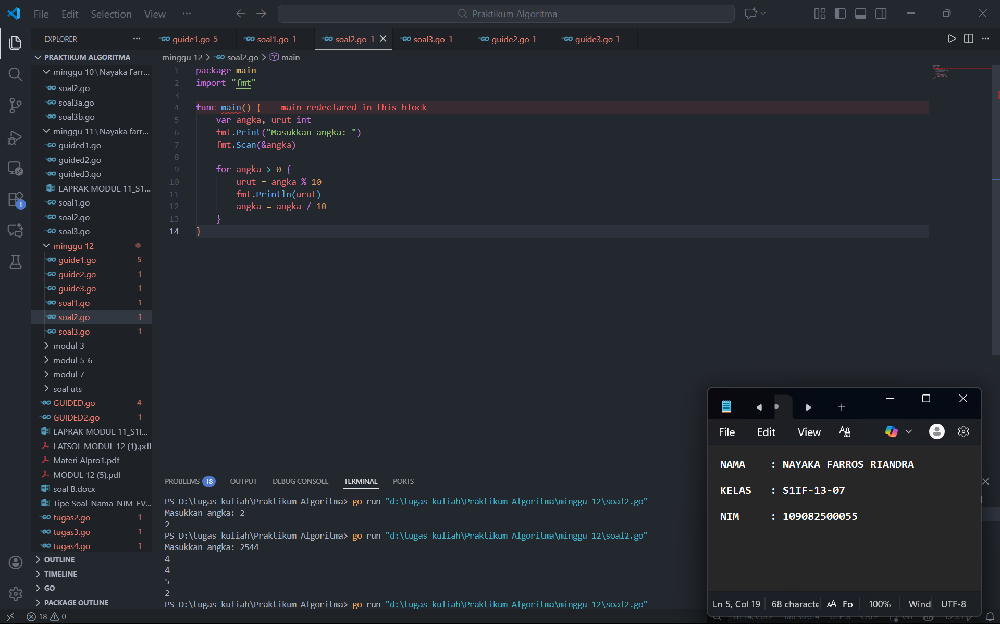 File Edit Selection View ··· Praktikum Algoritma
EXPLORER ···
PRAKTIKUM ALGORITMA
minggu 10\Nayaka Farr...
soal2.go
soal3a.go
soal3b.go
minggu 11\Nayaka farr...
guided1.go
guided2.go
guided3.go
LAPRAK MODUL 11_S1...
soal1.go
soal2.go
soal3.go
minggu 12
guide1.go 5
guide2.go 1
guide3.go 1
soal1.go 1
soal2.go 1
soal3.go 1
modul 3
modul 5-6
modul 7
soal uts
GUIDED.go 4
GUIDED2.go 1
LAPRAK MODUL 11_S1I...
LATSOL MODUL 12 (1).pdf
Materi Alpro1.pdf
MODUL 12 (5).pdf
soal B.docx
Tipe Soal_Nama_NIM_EV...
tugas2.go 1
tugas3.go 1
tugas4.go 1
OUTLINE
TIMELINE
GO
PACKAGE OUTLINE
1
guide1.go 5 soal1.go 1 soal2.go 1 soal3.go 1 guide2.go 1 guide3.go 1
minggu 12 > soal2.go > main
1 package main
2 import "fmt"
3
4 func main() { main redeclared in this block
5 var angka, urut int
6 fmt.Print("Masukkan angka: ")
7 fmt.Scan(&angka)
8
9 for angka > 0 {
10 urut = angka % 10
11 fmt.Println(urut)
12 angka = angka / 10
13 }
14 }
PROBLEMS 18 OUTPUT DEBUG CONSOLE TERMINAL PORTS
PS D:\tugas kuliah\Praktikum Algoritma> go run "d:\tugas kuliah\Praktikum Algoritma\minggu 12\soal2.go"
Masukkan angka: 2
2
PS D:\tugas kuliah\Praktikum Algoritma> go run "d:\tugas kuliah\Praktikum Algoritma\minggu 12\soal2.go"
Masukkan angka: 2544
4
4
5
2
PS D:\tugas kuliah\Praktikum Algoritma> go run "d:\tugas kuliah\Praktikum Algoritma\minggu 12\soal2.go"
File Edit View
NAMA : NAYAKA FARROS RIANDRA
KELAS : S1IF-13-07
NIM : 109082500055
Ln 5, Col 19 68 characte For 100% Wind UTF-8
18 0